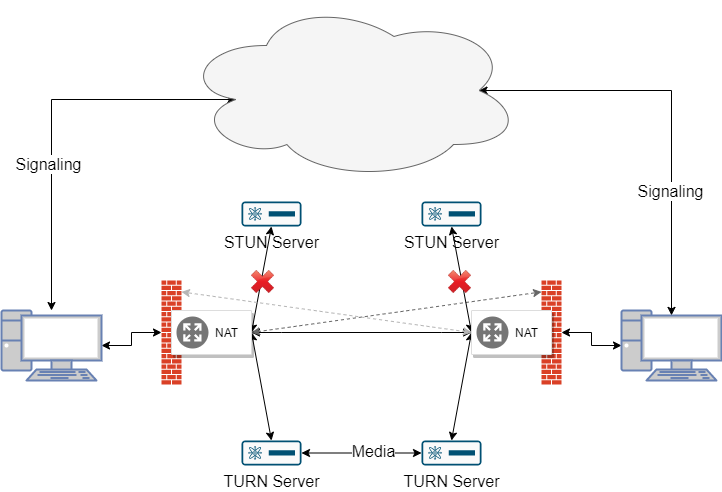 Signaling
Signaling
STUN Server
STUN Server
NAT
NAT
Media
TURN Server
TURN Server